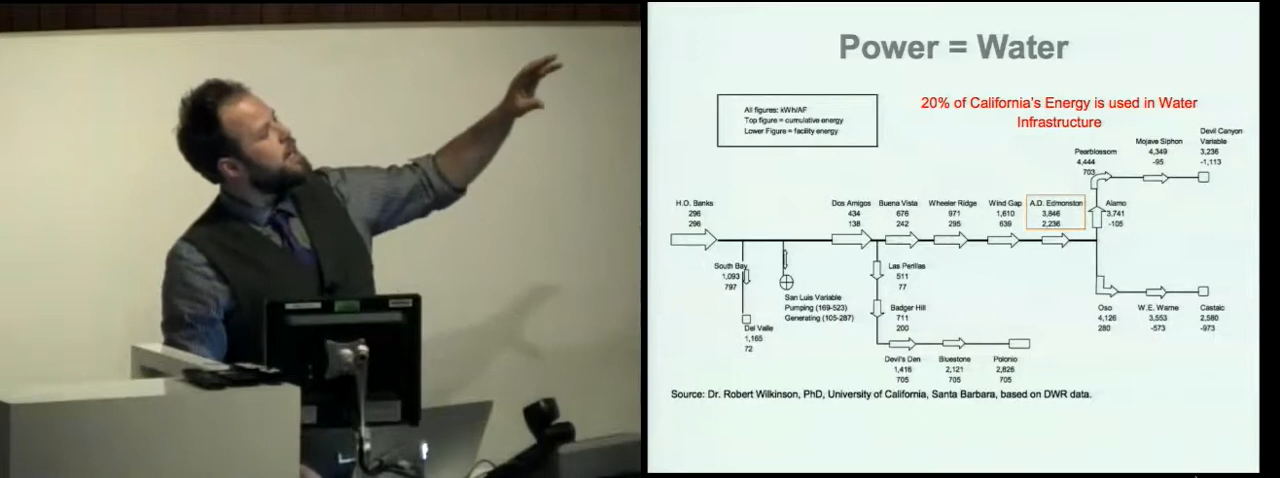 Power = Water
20% of California's Energy is used in Water
Infrastructure
All figures: kWh/AF
Top figure = cumulative energy
Lower Figure = facility energy
Devil Canyon
Variable
3,236
-1,113
Mojave Siphon
4,349
-95
Pearblossom
4,444
703
H.O. Banks
296
296
Dos Amigos
434
138
Buena Vista
676
242
Wheeler Ridge
971
295
Wind Gap
1,610
639
A.D. Edmonston
3,846
2,236
Alamo
3,741
-105
South Bay
1,093
797
Del Valle
1,165
72
San Luis Variable
Pumping (169-523)
Generating (105-287)
Las Perillas
511
77
Badger Hill
711
200
Devil's Den
1,416
705
Bluestone
2,121
705
Polonio
2,826
705
Oso
4,126
280
W.E. Warne
3,553
-573
Castaic
2,580
-973
Source: Dr. Robert Wilkinson, PhD, University of California, Santa Barbara, based on DWR data.